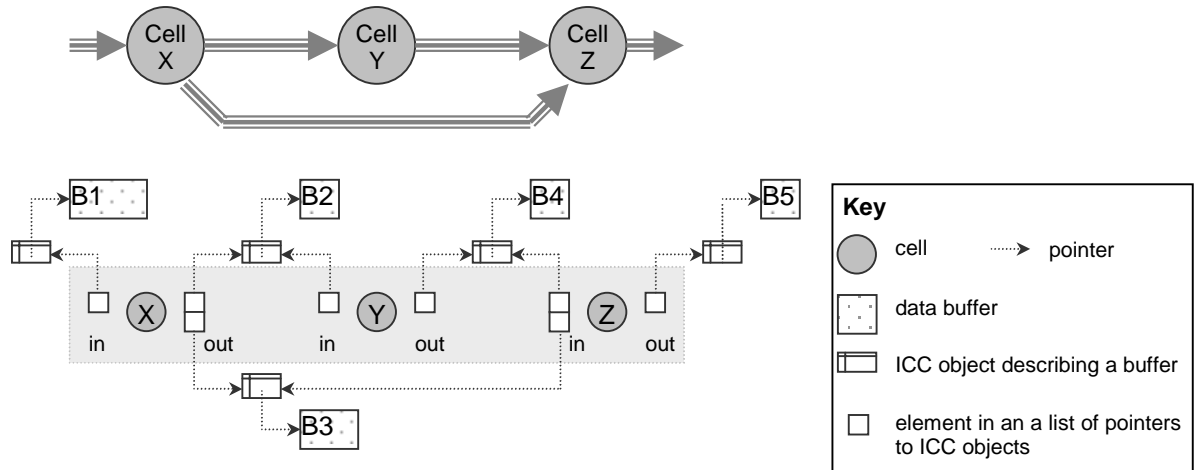 Cell
X
Cell
Y
Cell
Z
B1
B2
B4
B5
X
Y
Z
in
out
in
out
in
out
B3
Key
cell
pointer
data buffer
ICC object describing a buffer
element in an a list of pointers
to ICC objects